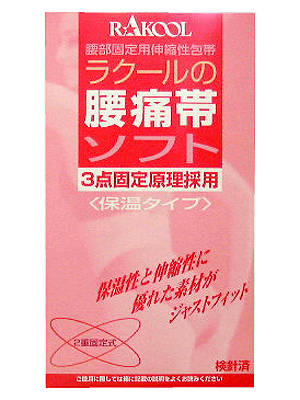 RAKOOL
腰部固定用伸縮性包帯
ラクールの
腰痛帯
ソフト
3点固定原理採用
〈保温タイプ〉
保温性と伸縮性に
優れた素材が
ジャストフィット
2重固定式
検針済
ご使用に際しては箱に記載の説明をよくお読みください